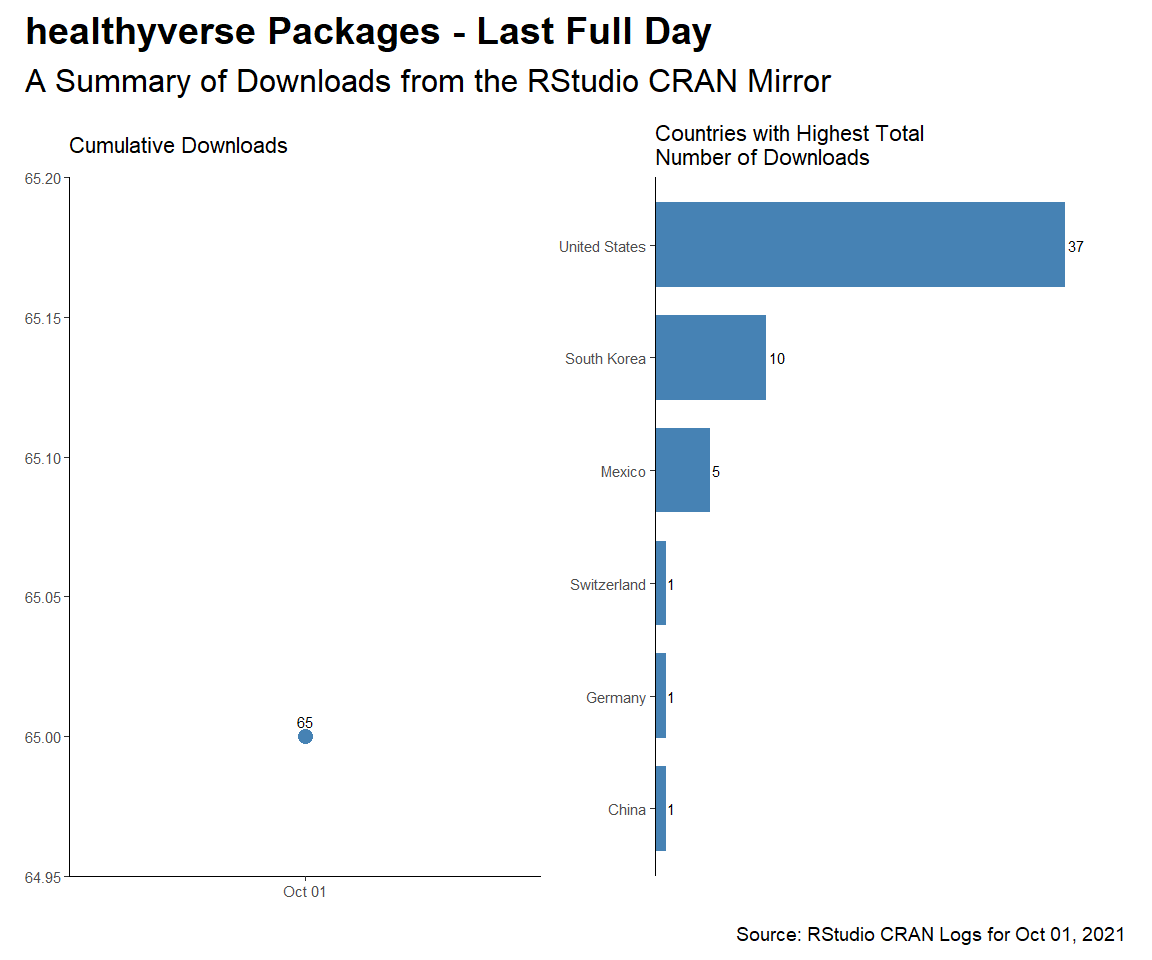 healthyverse Packages - Last Full Day
A Summary of Downloads from the RStudio CRAN Mirror
Cumulative Downloads
65.20
65.15
65.10
65.05
65.00
64.95
65
Oct 01
Countries with Highest Total
Number of Downloads
United States
37
South Korea
10
Mexico
5
Switzerland
1
Germany
1
China
1
Source: RStudio CRAN Logs for Oct 01, 2021